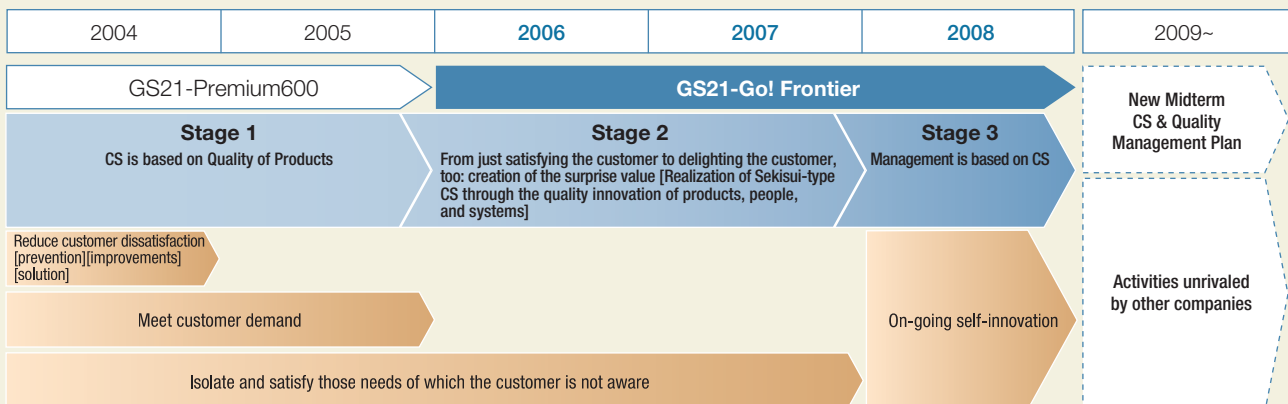 2004
2005
2006
2007
2008
2009~
GS21-Premium600
GS21-Go! Frontier
New Midterm
CS & Quality
Management Plan
Stage 1
CS is based on Quality of Products
Stage 2
From just satisfying the customer to delighting the customer,
too: creation of the surprise value [Realization of Sekisui-type
CS through the quality innovation of products, people,
and systems]
Stage 3
Management is based on CS
Reduce customer dissatisfaction
[prevention][improvements]
[solution]
Meet customer demand
Isolate and satisfy those needs of which the customer is not aware
On-going self-innovation
Activities unrivaled
by other companies